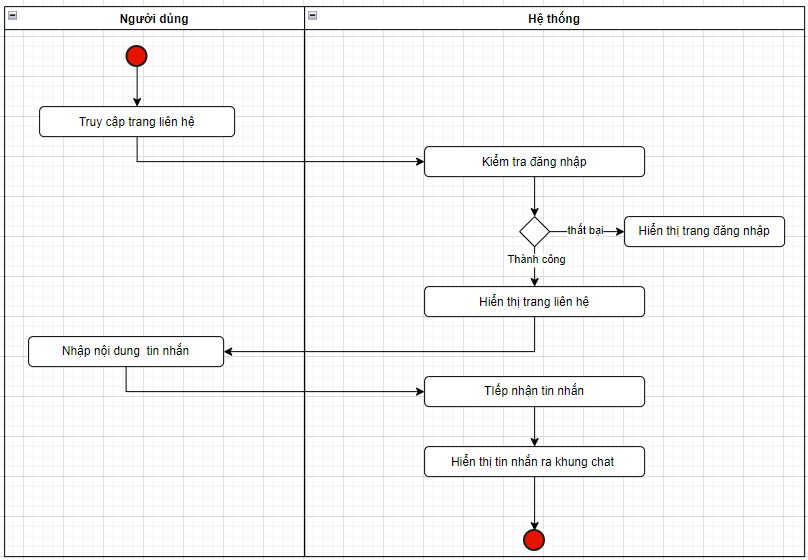 Người dùng
Hệ thống
Truy cập trang liên hệ
Kiểm tra đăng nhập
thất bại
Hiển thị trang đăng nhập
Thành công
Hiển thị trang liên hệ
Nhập nội dung tin nhắn
TIếp nhận tin nhắn
Hiển thị tin nhắn ra khung chat